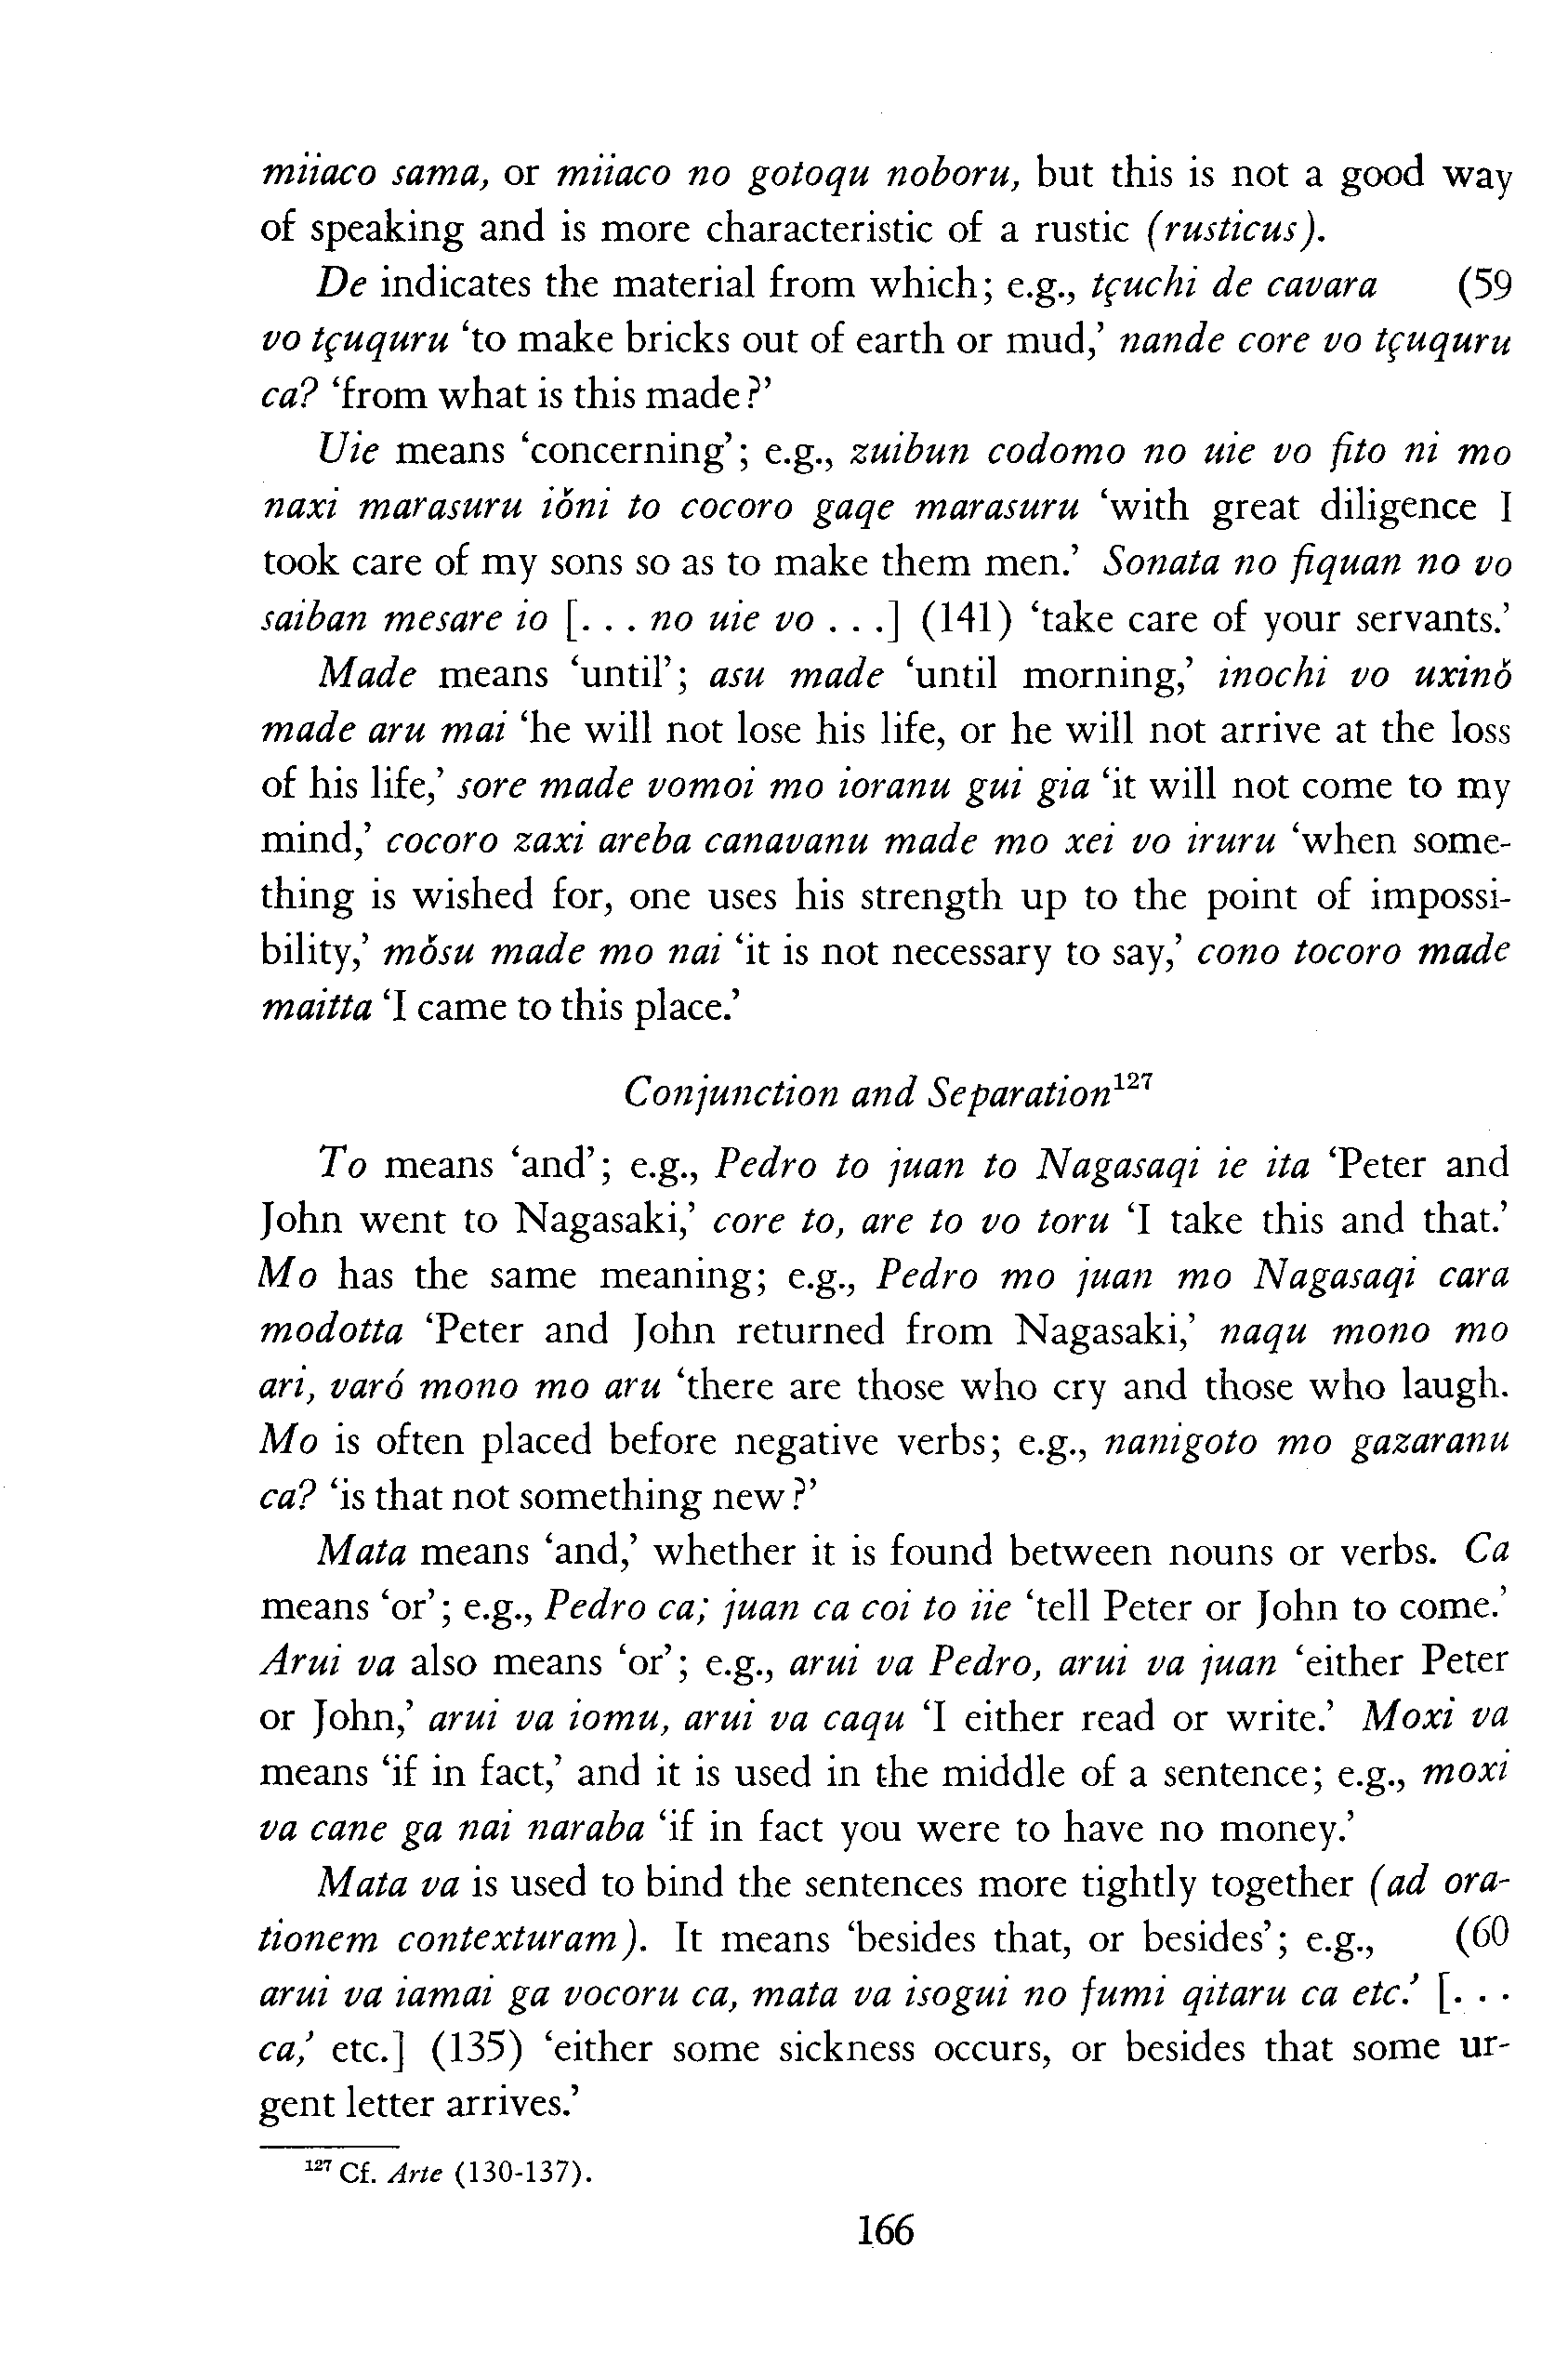 miiaco sama, or miiaco no gotoqu noboru, but this is not a good way
of speaking and is more characteristic of a rustic (rusticus).
De indicates the material from which; e.g., tçuchi de cavara (59
vo tçuquru ‘to make bricks out of earth or mud,’ nande core vo tçuquru
ca? ‘from what is this made?’
Uie means ‘concerning’; e.g., zuibun codomo no uie vo fito ni mo
naxi marasuru iǒni to cocoro gaqe marasuru ‘with great diligence I
took care of my sons so as to make them men.’ Sonata no fiquan no vo
saiban mesare io [. . . no uie vo . . .] (141) ‘take care of your servants.’
Made means ‘until’; asu made ‘until morning,’ inochi vo uxinǒ
made aru mai ‘he will not lose his life, or he will not arrive at the loss
of his life,’ sore made vomoi mo ioranu gui gia ‘it will not come to my
mind,’ cocoro zaxi areba canavanu made mo xei vo iruru ‘when some-
thing is wished for, one uses his strength up to the point of impossi-
bility,’ mǒsu made mo nai ‘it is not necessary to say,’ cono tocoro made
maitta ‘I came to this place.’
Conjunction and Separation¹²⁷
To means ‘and’; e.g., Pedro to juan to Nagasaqi ie ita ‘Peter and
John went to Nagasaki,’ core to, are to vo toru ‘I take this and that.’
Mo has the same meaning; e.g., Pedro mo juan mo Nagasaqi cara
modotta ‘Peter and John returned from Nagasaki,’ naqu mono mo
ari, varó mono mo aru ‘there are those who cry and those who laugh.
Mo is often placed before negative verbs; e.g., nanigoto mo gazaranu
ca? ‘is that not something new?’
Mata means ‘and,’ whether it is found between nouns or verbs. Ca
means ‘or’; e.g., Pedro ca; juan ca coi to iie ‘tell Peter or John to come.’
Arui va also means ‘or’; e.g., arui va Pedro, arui va juan ‘either Peter
or John,’ arui va iomu, arui va caqu ‘I either read or write.’ Moxi va
means ‘if in fact,’ and it is used in the middle of a sentence; e.g., moxi
va cane ga nai naraba ‘if in fact you were to have no money.’
Mata va is used to bind the sentences more tightly together (ad ora-
tionem contexturam). It means ‘besides that, or besides’; e.g., (60
arui va iamai ga vocoru ca, mata va isogui no fumi qitaru ca etc.’ [. . .
ca,’ etc.] (135) ‘either some sickness occurs, or besides that some ur-
gent letter arrives.’
¹²⁷ Cf. Arte (130-137).
166